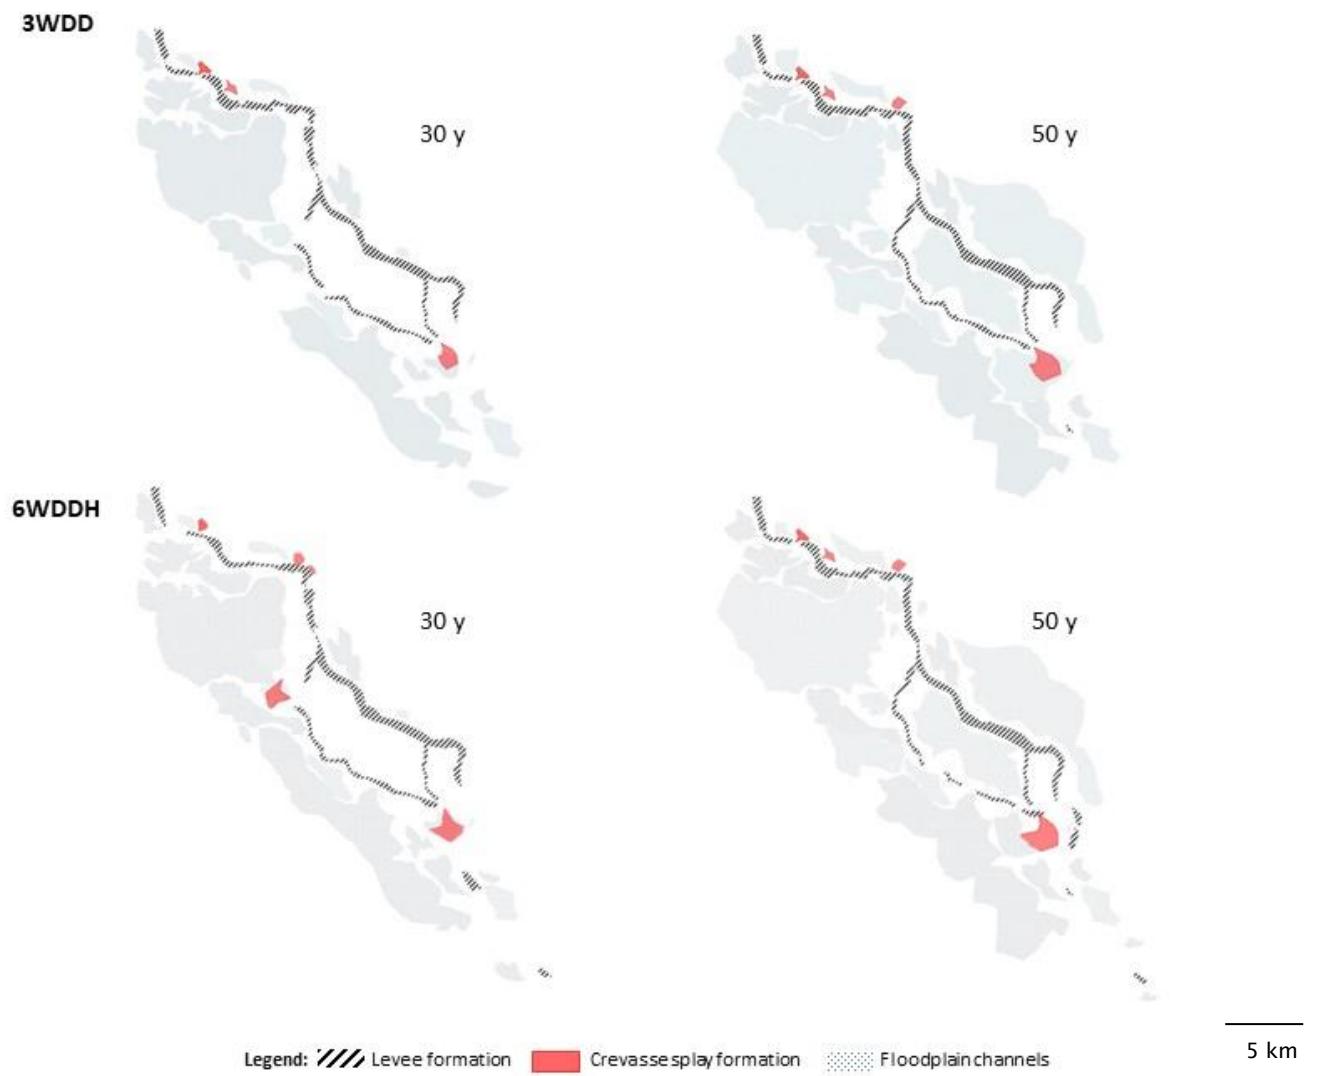 3WDD
30 y
50 y
6WDDH
30 y
50 y
Legend: Levee formation Crevasse splay formation Floodplain channels
5 km